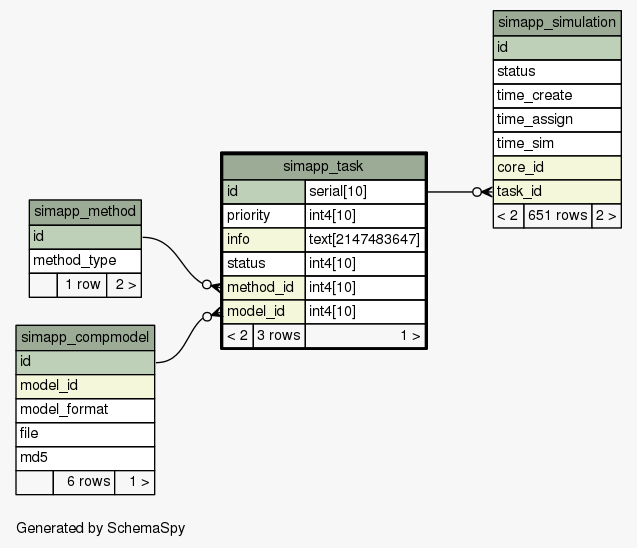 simapp_simulation
id
status
time_create
time_assign
time_sim
core_id
task_id
< 2 651 rows 2 >
simapp_task
id serial[10]
priority int4[10]
info text[2147483647]
status int4[10]
method_id int4[10]
model_id int4[10]
< 2 3 rows 1 >
simapp_method
id
method_type
1 row 2 >
simapp_compmodel
id
model_id
model_format
file
md5
6 rows 1 >
Generated by SchemaSpy